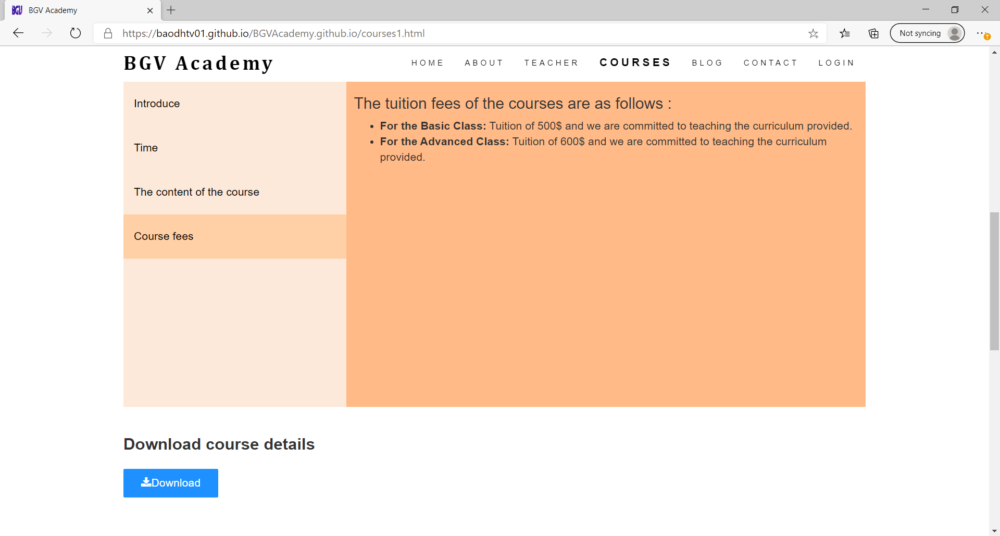 BGV
BGV Academy
https://baodhtv01.github.io/BGVAcademy.github.io/courses1.html
Not syncing
BGV Academy
HOME ABOUT TEACHER COURSES BLOG CONTACT LOGIN
Introduce
Time
The content of the course
Course fees
The tuition fees of the courses are as follows :
• For the Basic Class: Tuition of 500$ and we are committed to teaching the curriculum provided.
• For the Advanced Class: Tuition of 600$ and we are committed to teaching the curriculum
provided.
Download course details
Download